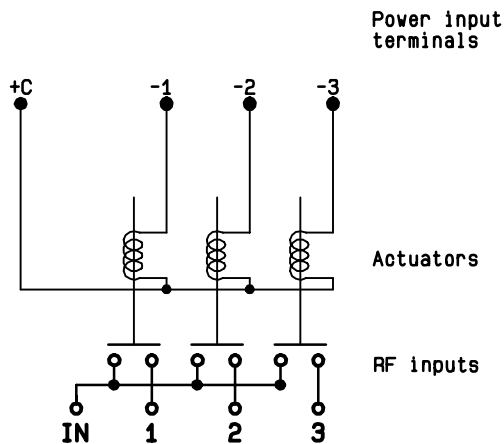 Power input
terminals
+C -1 -2 -3
Actuators
RF inputs
IN 1 2 3